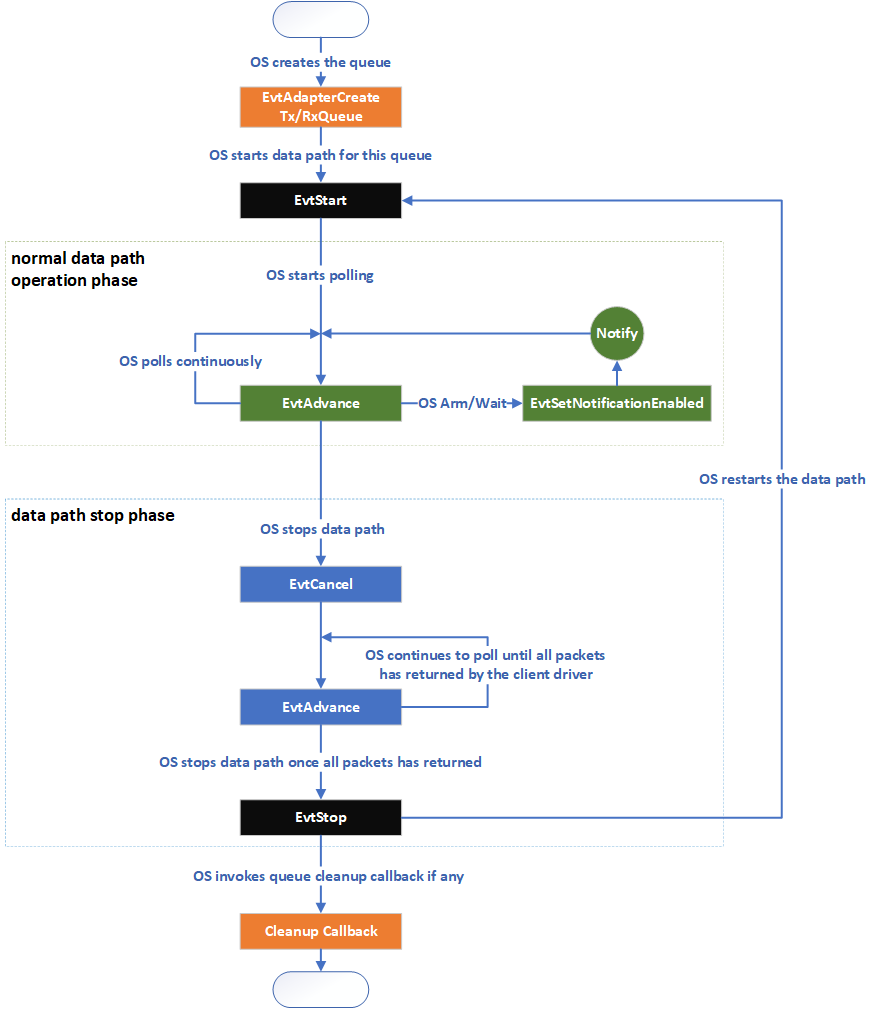 OS creates the queue
EvtAdapterCreate
Tx/RxQueue
OS starts data path for this queue
EvtStart
normal data path
operation phase
OS starts polling
Notify
OS polls continuously
EvtAdvance
OS Arm/Wait
EvtSetNotificationEnabled
OS restarts the data path
data path stop phase
OS stops data path
EvtCancel
OS continues to poll until all packets
has returned by the client driver
EvtAdvance
OS stops data path once all packets has returned
EvtStop
OS invokes queue cleanup callback if any
Cleanup Callback